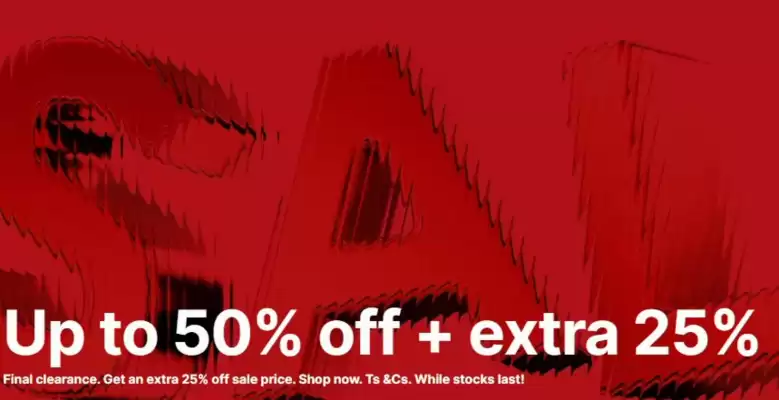 SAL
Up to 50% off + extra 25%
Final clearance. Get an extra 25% off sale price. Shop now. Ts &Cs. While stocks last!